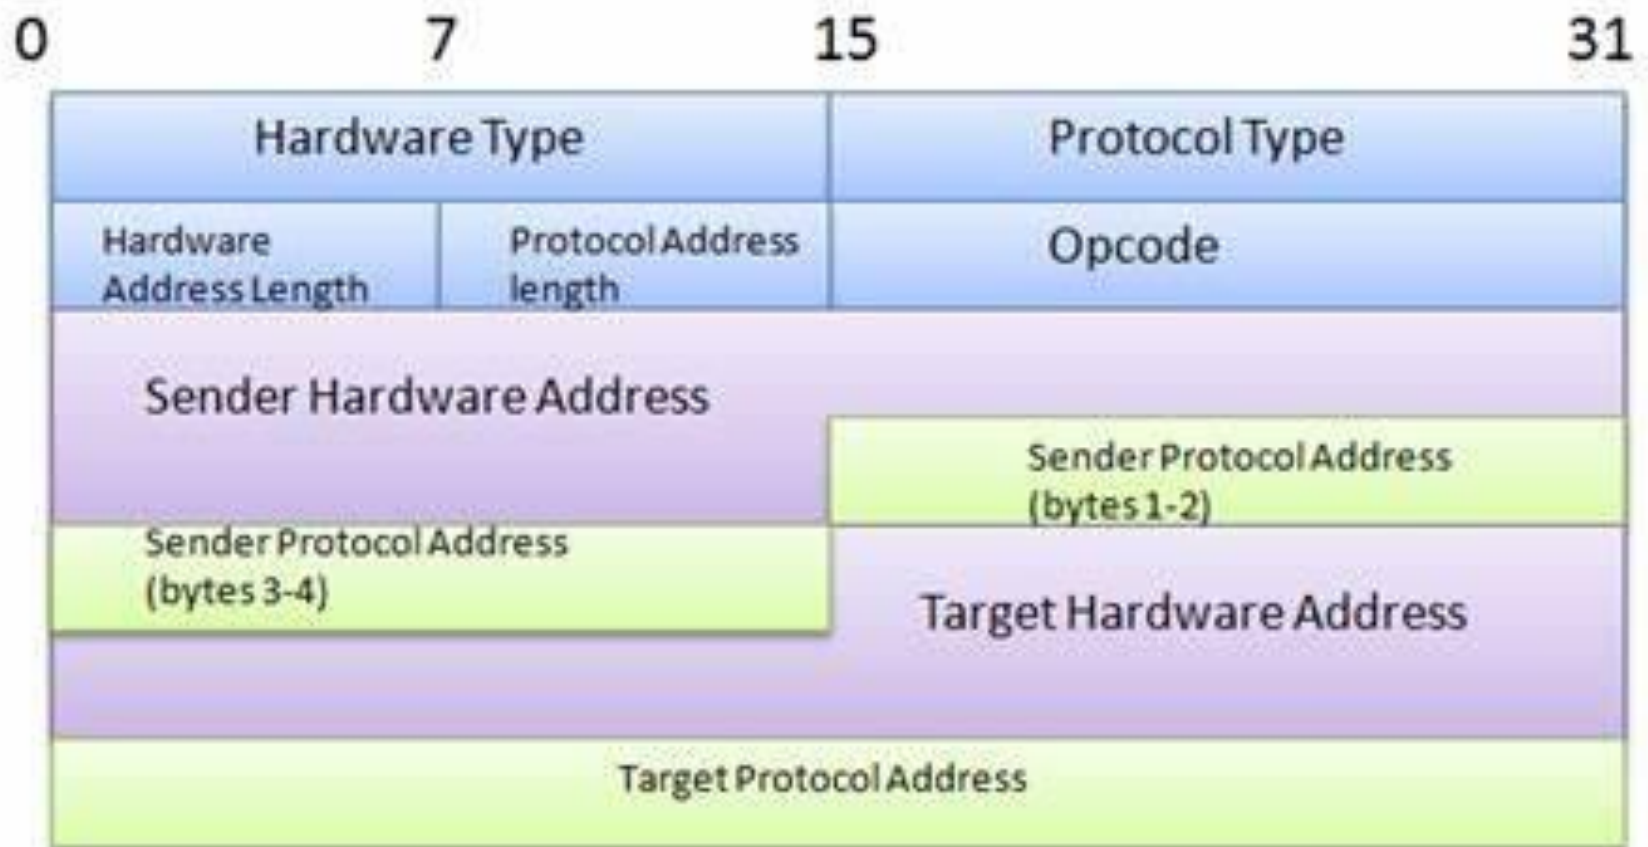 0 7 15 31
Hardware Type Protocol Type
Hardware
Address Length
Protocol Address
length
Opcode
Sender Hardware Address
Sender Protocol Address
(bytes 1-2)
Sender Protocol Address
(bytes 3-4)
Target Hardware Address
Target Protocol Address